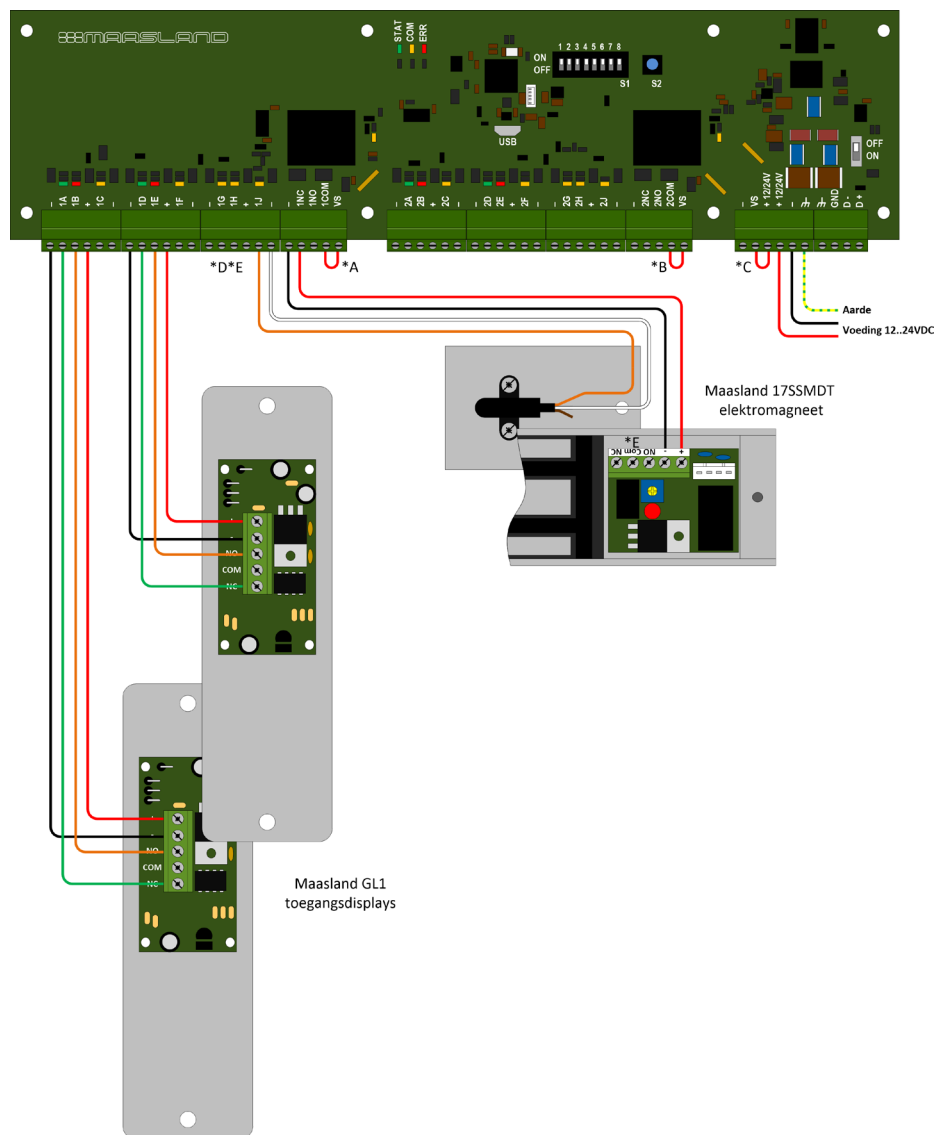 MAASLAND
STAT
COM
ERR
1 2 3 4 5 6 7 8
ON
OFF
S1
S2
USB
OFF
ON
- 1A 1B + 1C -
- 1D 1E + 1F -
- 1G 1H + 1J -
- 1NC 1NO 1COM VS
- 2A 2B + 2C -
- 2D 2E + 2F -
- 2G 2H + 2J -
- 2NC 2NO 2COM VS
- VS + 12/24V + 12/24V -
GND D - D +
*D *E
*A
*B
*C
Aarde
Voeding 12..24VDC
Maasland 17SSMDT
elektromagneet
*E
NC Com NO - +
-
NO
COM
NC
-
NO
COM
NC
Maasland GL1
toegangsdisplays